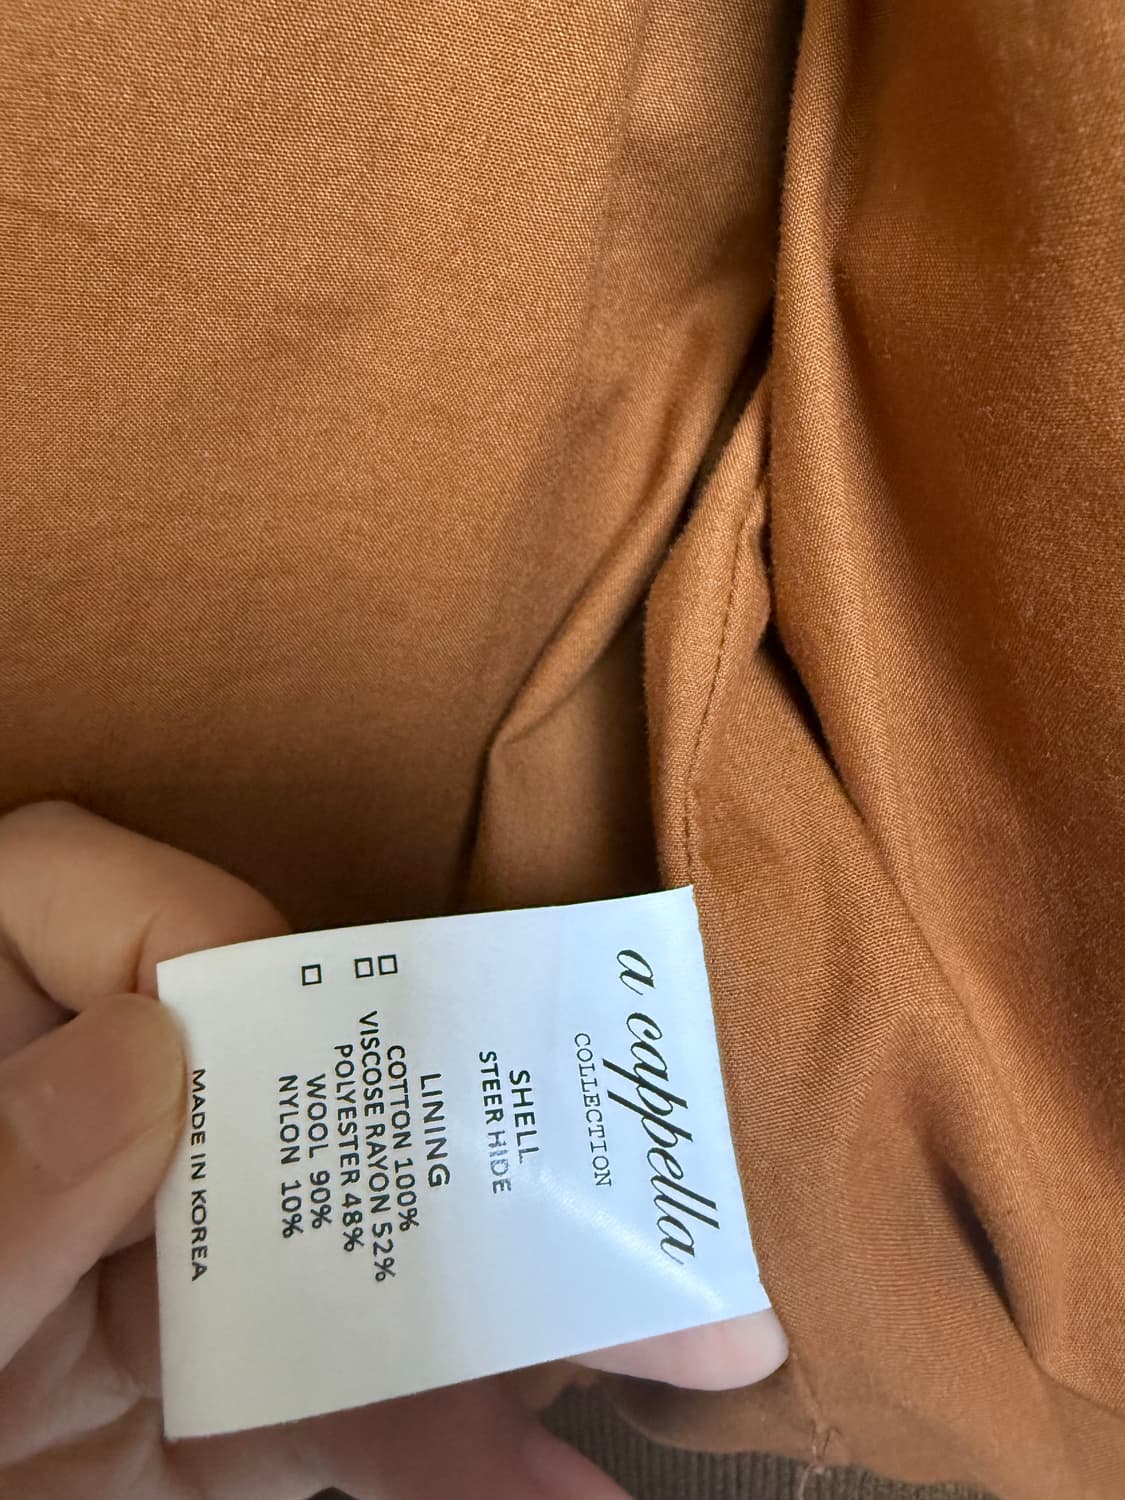 a cappella
COLLECTION
SHELL
STEER HIDE
LINING
□ COTTON 100%
□ VISCOSE RAYON 52%
POLYESTER 48%
□ WOOL 90%
NYLON 10%
MADE IN KOREA